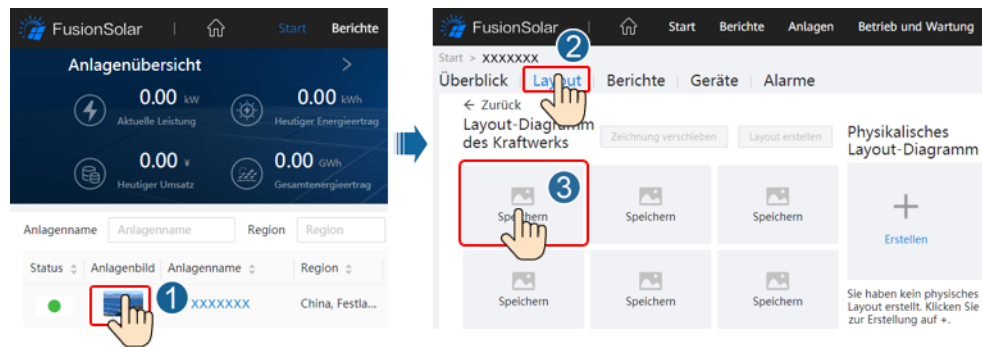 FusionSolar | Start Berichte
Anlagenübersicht >
0.00 kW
Aktuelle Leistung
0.00 kWh
Heutiger Energieertrag
0.00 ¥
Heutiger Umsatz
0.00 GWh
Gesamtenergieertrag
Anlagenname Anlagenname Region Region
Status Anlagenbild Anlagenname Region
1 XXXXXXX China, Festla...
FusionSolar | Start Berichte Anlagen Betrieb und Wartung
2
Start > XXXXXXX
Überblick Layout Berichte Geräte Alarme
← Zurück
Layout-Diagramm
des Kraftwerks
Zeichnung verschieben Layout erstellen
Physikalisches
Layout-Diagramm
3
Speichern Speichern Speichern
+
Erstellen
Speichern Speichern Speichern
Sie haben kein physisches
Layout erstellt. Klicken Sie
zur Erstellung auf +.